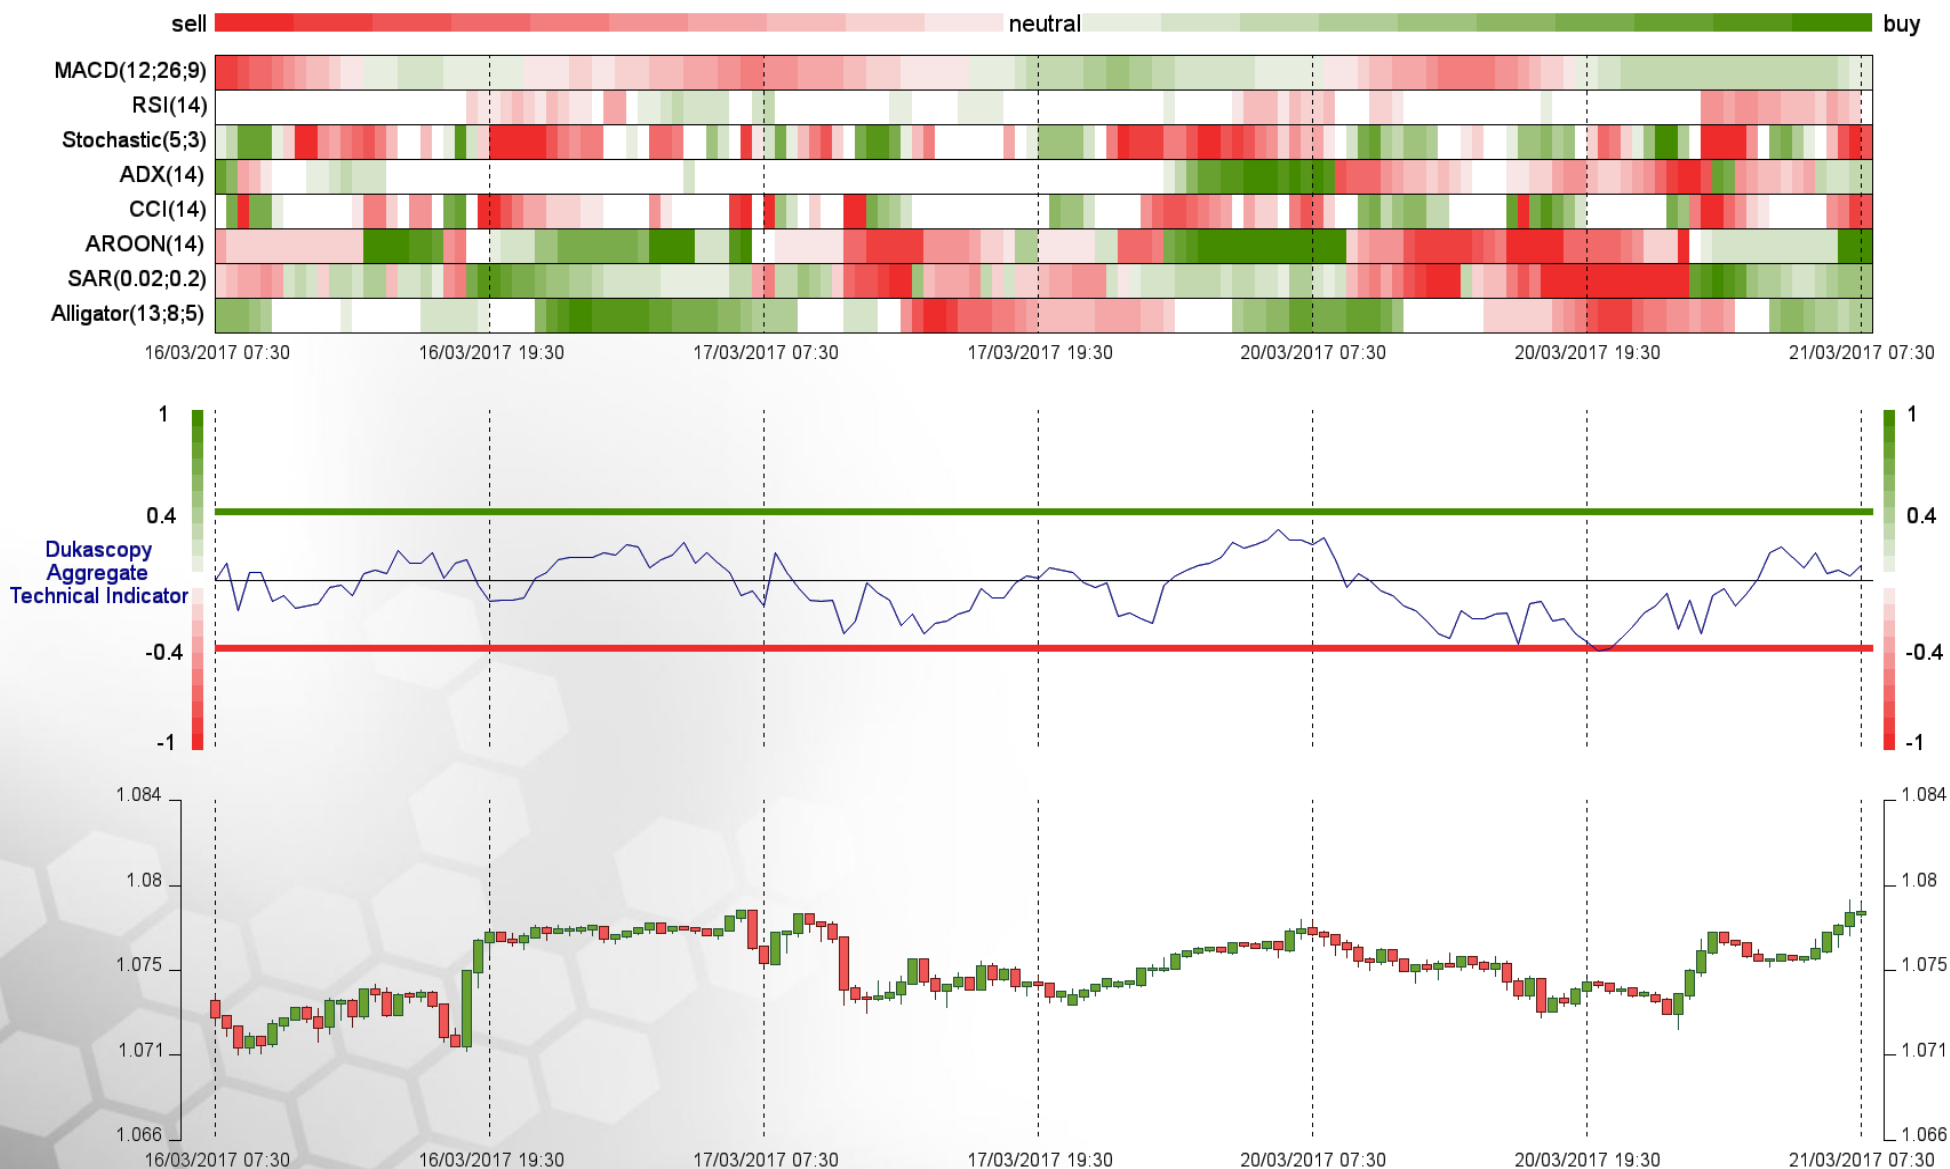 sell neutral buy
MACD(12;26;9)
RSI(14)
Stochastic(5;3)
ADX(14)
CCI(14)
AROON(14)
SAR(0.02;0.2)
Alligator(13;8;5)
16/03/2017 07:30 16/03/2017 19:30 17/03/2017 07:30 17/03/2017 19:30 20/03/2017 07:30 20/03/2017 19:30 21/03/2017 07:30
1 1
0.4 0.4
Dukascopy
Aggregate
Technical Indicator
-0.4 -0.4
-1 -1
1.084 1.084
1.08 1.08
1.075 1.075
1.071 1.071
1.066 1.066
16/03/2017 07:30 16/03/2017 19:30 17/03/2017 07:30 17/03/2017 19:30 20/03/2017 07:30 20/03/2017 19:30 21/03/2017 07:30